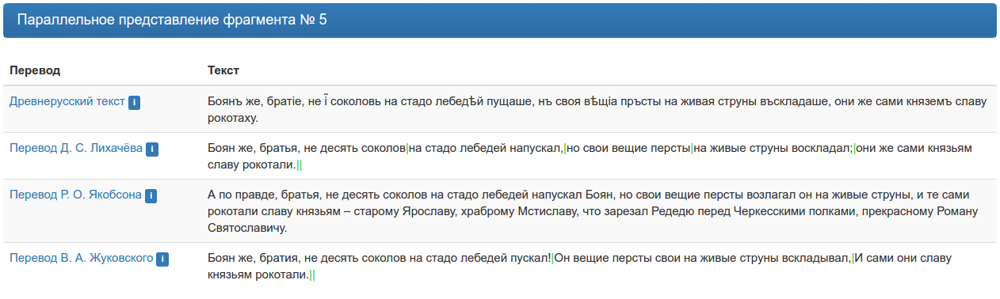 Параллельное представление фрагмента № 5
Перевод Текст
Древнерусский текст i Боянъ же, братіе, не і҃ соколовь на стадо лебедѣй пущаше, нъ своя вѣщіа пръсты на живая струны въскладаше, они же сами княземъ славу
рокотаху.
Перевод Д. С. Лихачёва i Боян же, братья, не десять соколов|на стадо лебедей напускал,|но свои вещие персты|на живые струны воскладал;|они же сами князьям
славу рокотали.||
Перевод Р. О. Якобсона i А по правде, братья, не десять соколов на стадо лебедей напускал Боян, но свои вещие персты возлагал он на живые струны, и те сами
рокотали славу князьям – старому Ярославу, храброму Мстиславу, что зарезал Редедю перед Черкесскими полками, прекрасному Роману
Святославичу.
Перевод В. А. Жуковского i Боян же, братия, не десять соколов на стадо лебедей пускал!|Он вещие персты свои на живые струны вскладывал,|И сами они славу
князьям рокотали.||